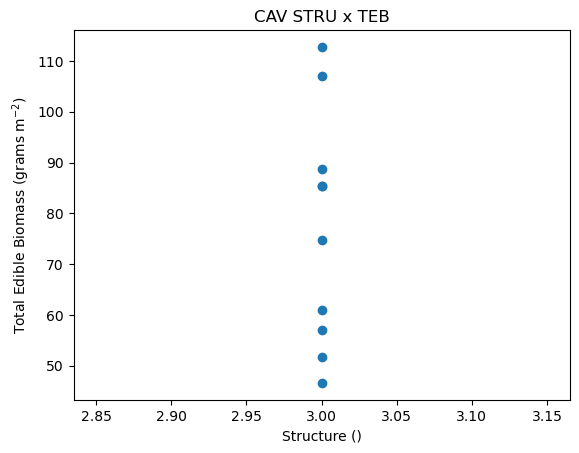 CAV STRU x TEB
Total Edible Biomass (grams m⁻²)
110
100
90
80
70
60
50
2.85 2.90 2.95 3.00 3.05 3.10 3.15
Structure ()